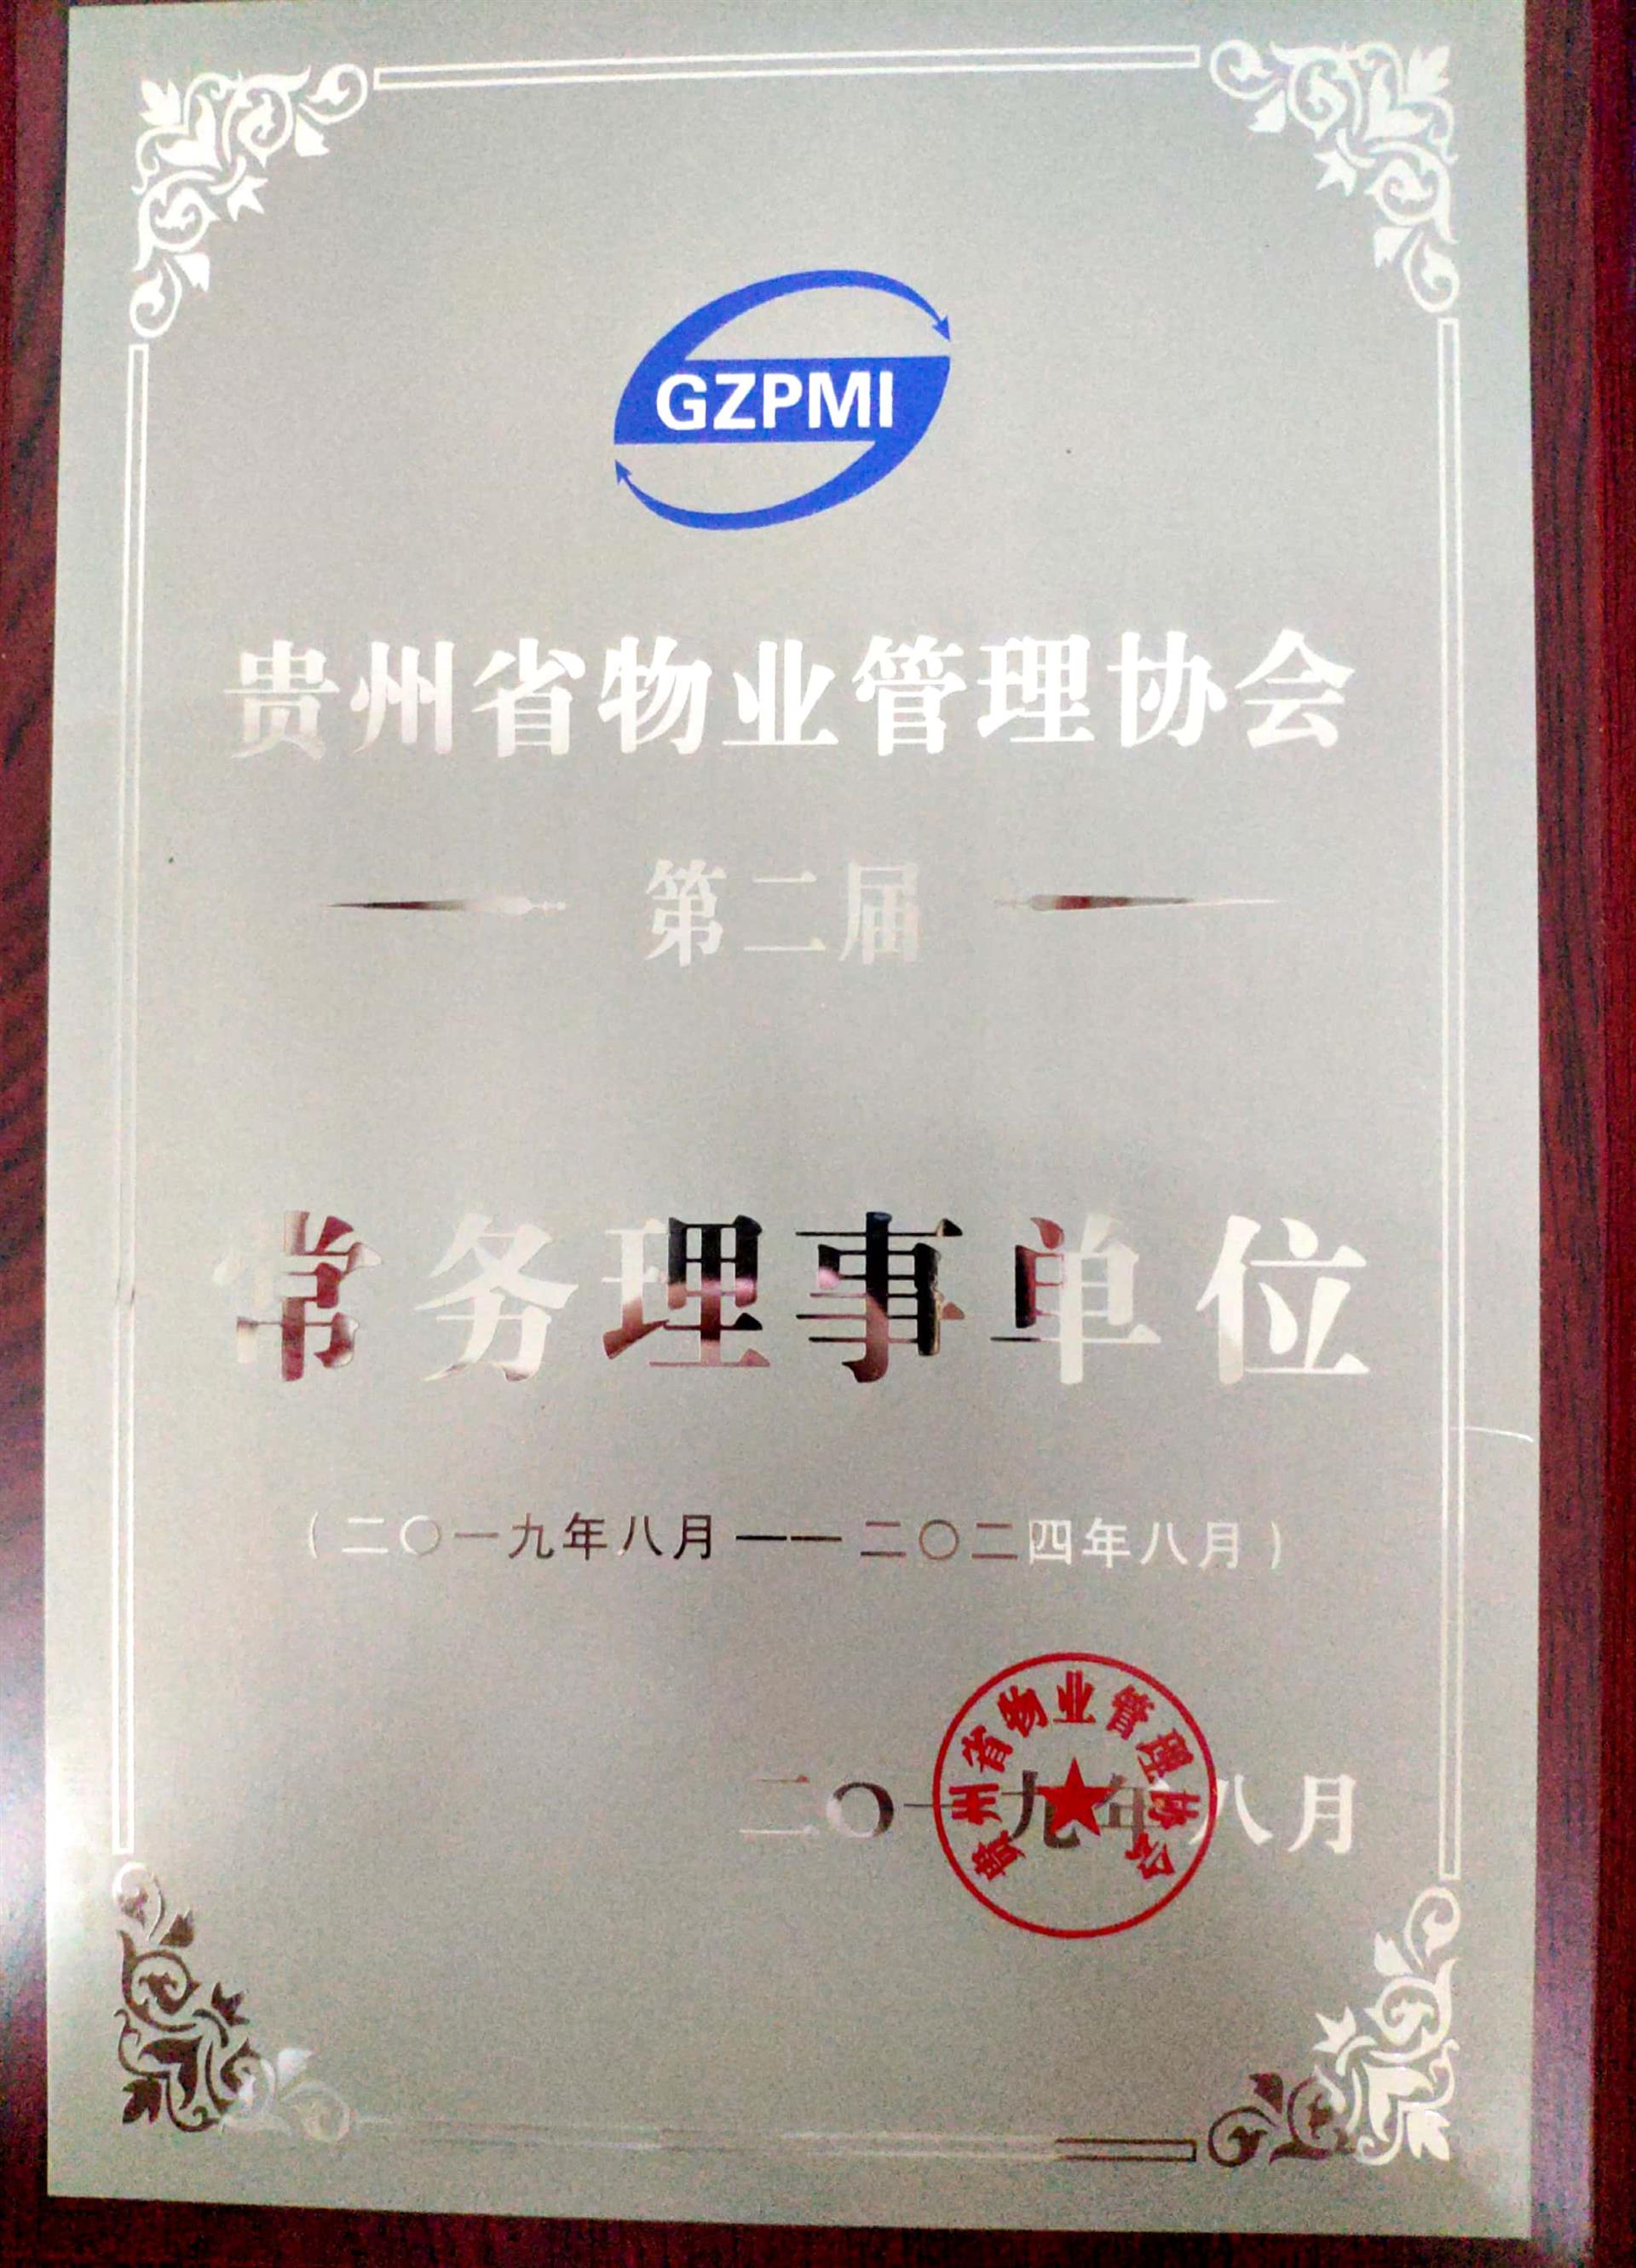 GZPMI
贵州省物业管理协会
第二届
常务理事单位
（二〇一九年八月——二〇二四年八月）
贵州省物业管理协会
二〇一九年八月